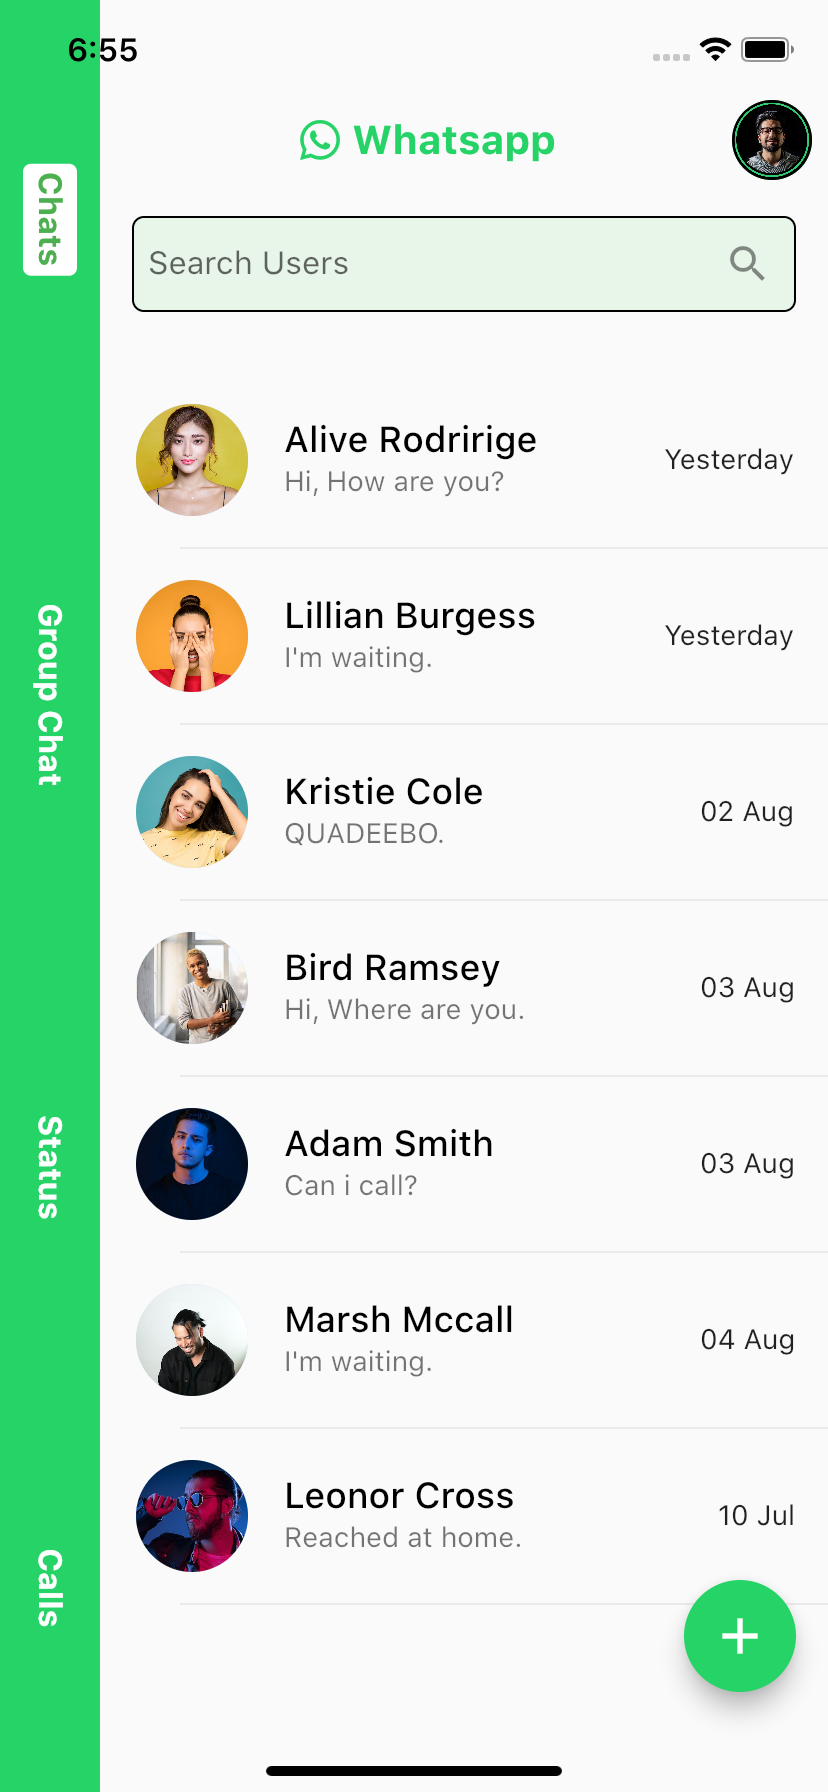 6:55
Whatsapp
Search Users
Chats
Group Chat
Status
Calls
Alive Rodririge
Hi, How are you?
Yesterday
Lillian Burgess
I'm waiting.
Yesterday
Kristie Cole
QUADEEBO.
02 Aug
Bird Ramsey
Hi, Where are you.
03 Aug
Adam Smith
Can i call?
03 Aug
Marsh Mccall
I'm waiting.
04 Aug
Leonor Cross
Reached at home.
10 Jul